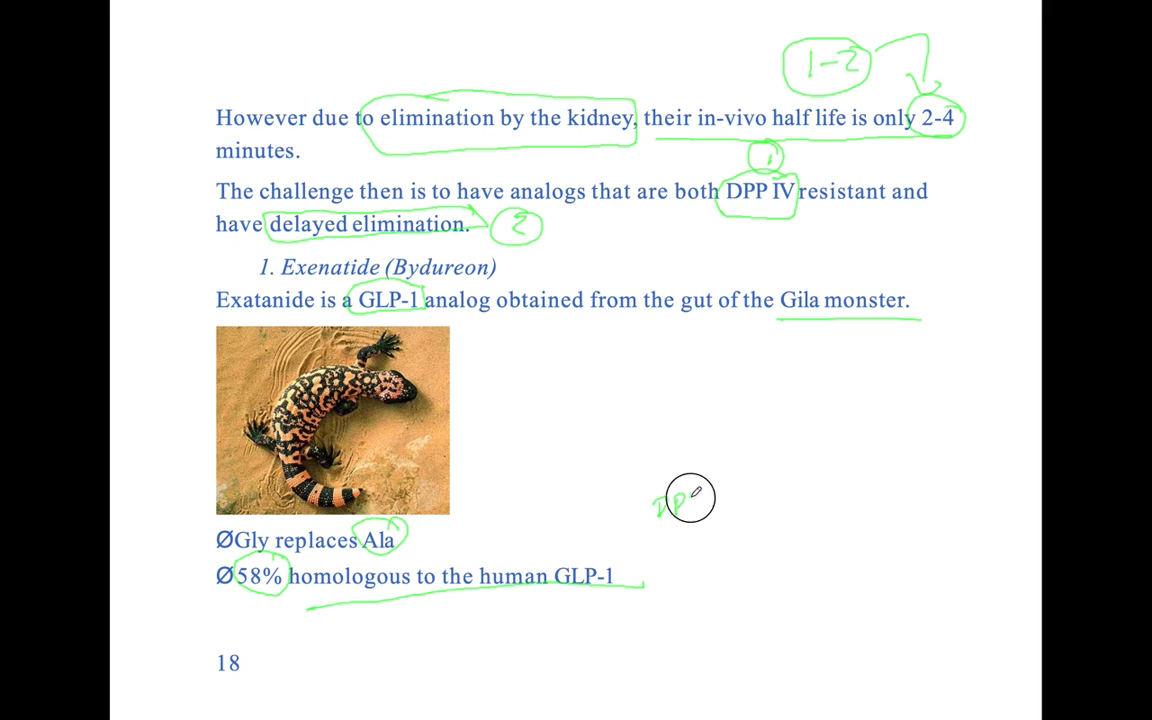 1-2
However due to elimination by the kidney, their in-vivo half life is only 2-4
minutes.
1
The challenge then is to have analogs that are both DPP IV resistant and
have delayed elimination. 2
1. Exenatide (Bydureon)
Exatanide is a GLP-1 analog obtained from the gut of the Gila monster.
DP
ØGly replaces Ala
Ø58% homologous to the human GLP-1
18